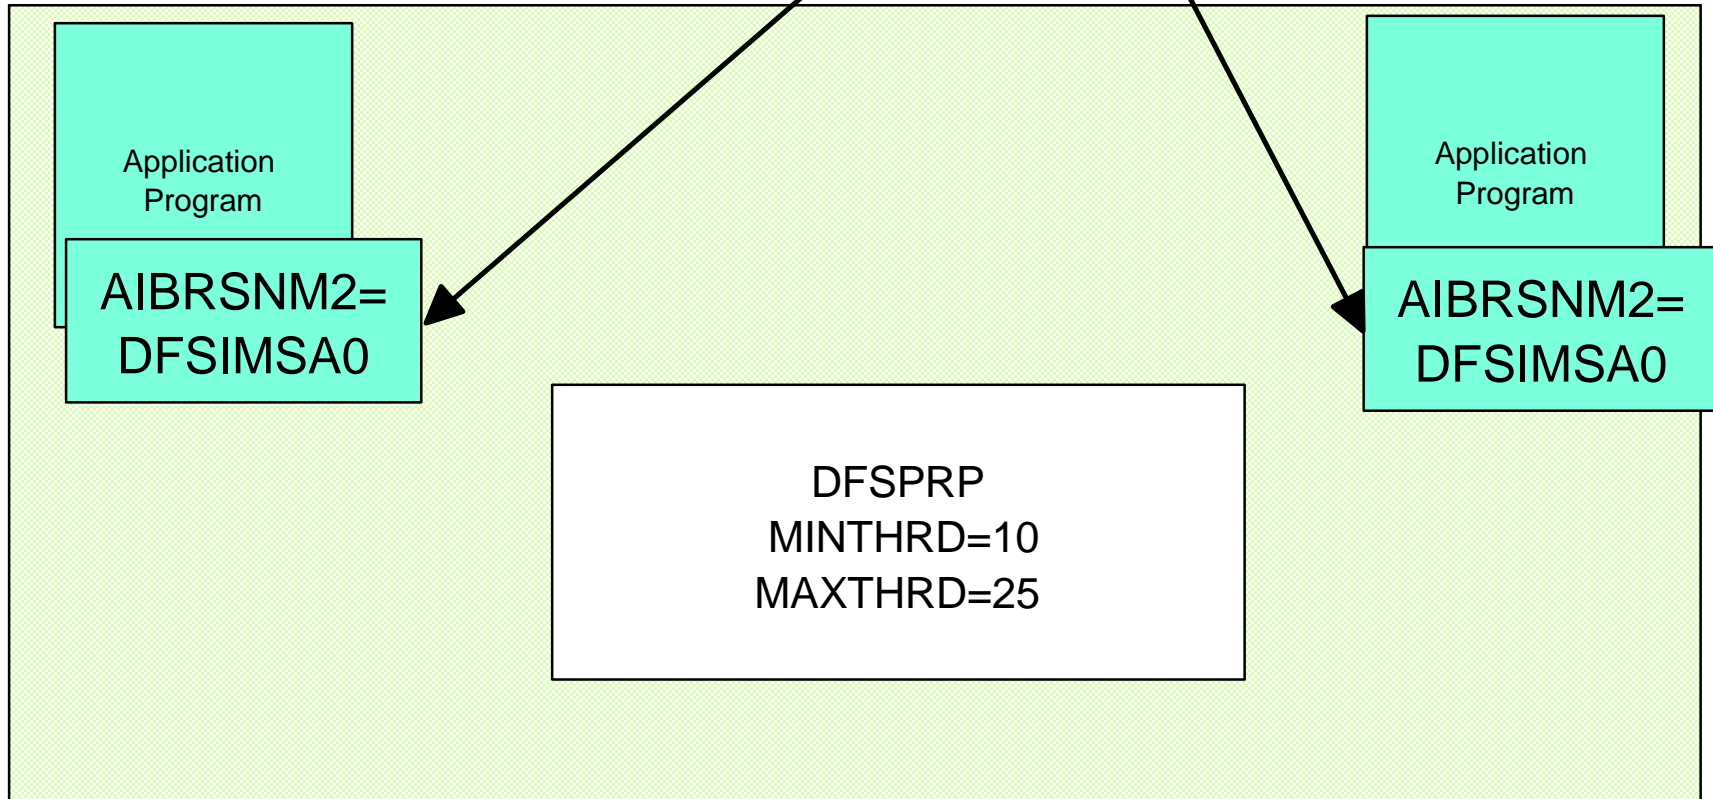 Application
Program
AIBRSNM2=
DFSIMSA0
Application
Program
AIBRSNM2=
DFSIMSA0
DFSPRP
MINTHRD=10
MAXTHRD=25